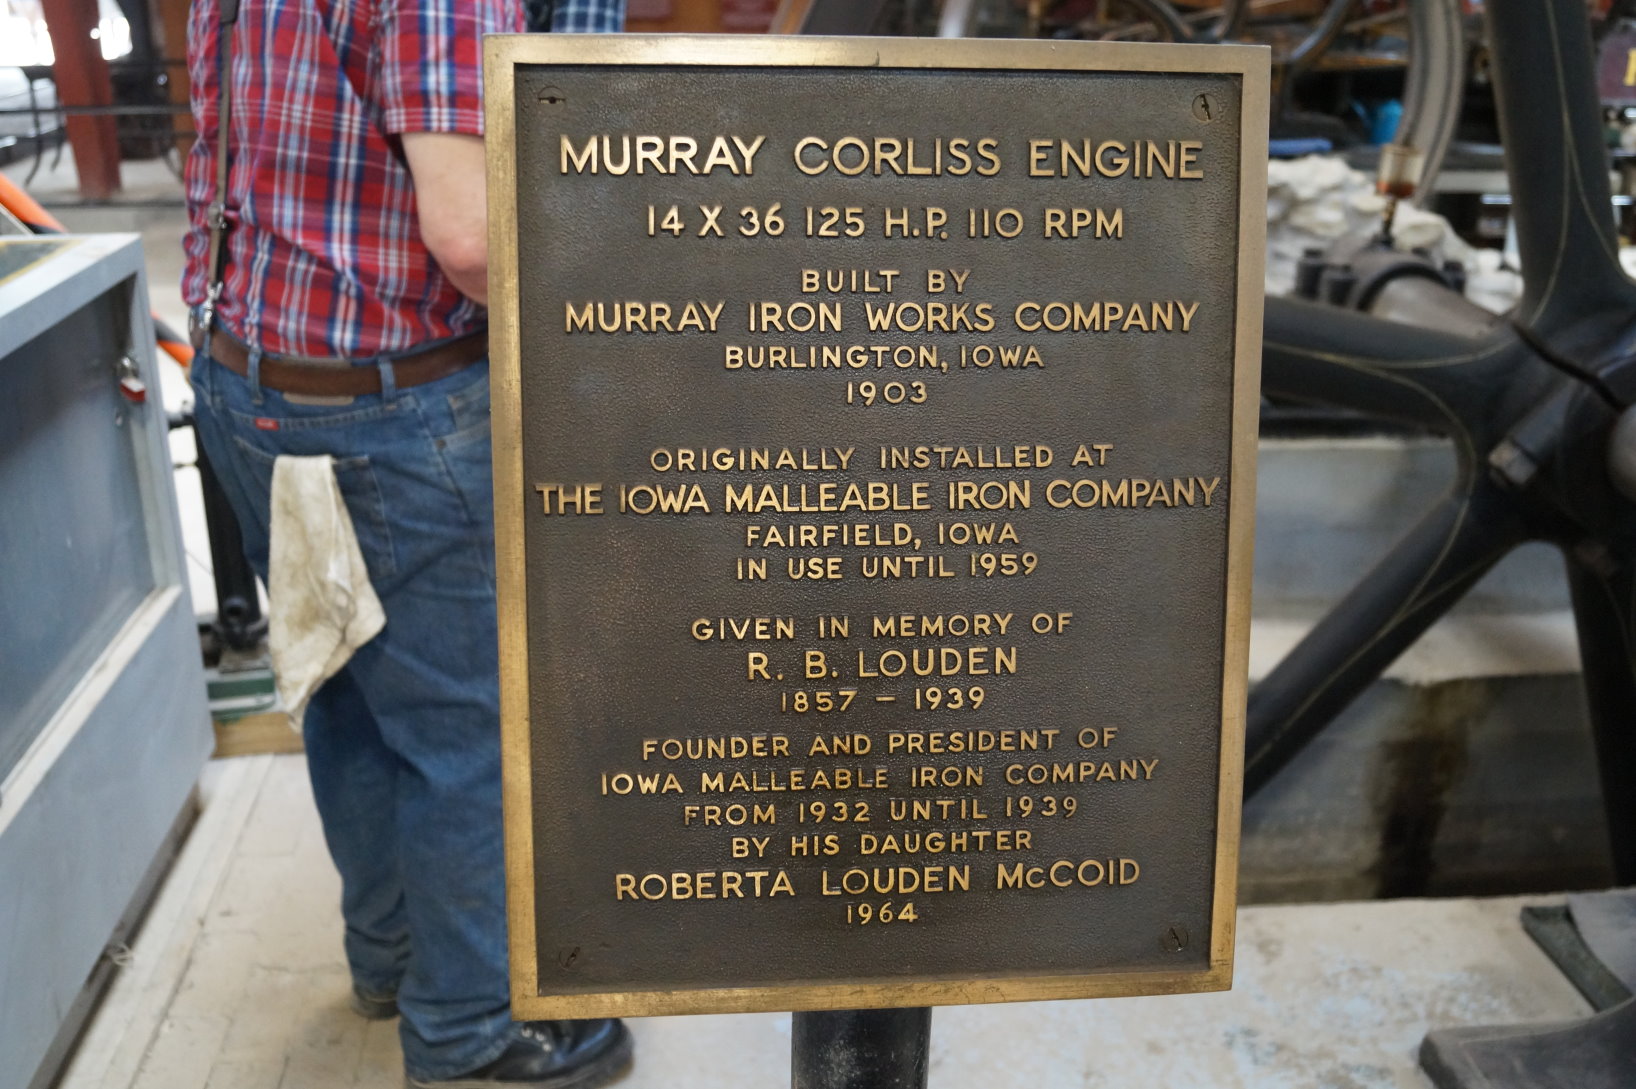 MURRAY CORLISS ENGINE
14 X 36 125 H.P. 110 RPM
BUILT BY
MURRAY IRON WORKS COMPANY
BURLINGTON, IOWA
1903
ORIGINALLY INSTALLED AT
THE IOWA MALLEABLE IRON COMPANY
FAIRFIELD, IOWA
IN USE UNTIL 1959
GIVEN IN MEMORY OF
R. B. LOUDEN
1857 - 1939
FOUNDER AND PRESIDENT OF
IOWA MALLEABLE IRON COMPANY
FROM 1932 UNTIL 1939
BY HIS DAUGHTER
ROBERTA LOUDEN McCOID
1964